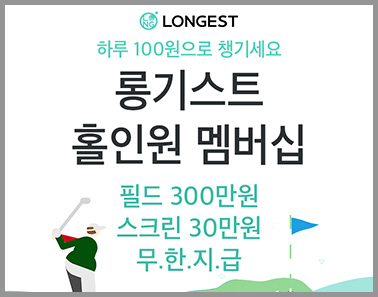 LONG
LONGEST
하루 100원으로 챙기세요
롱기스트
홀인원 멤버십
필드 300만원
스크린 30만원
무.한.지.급